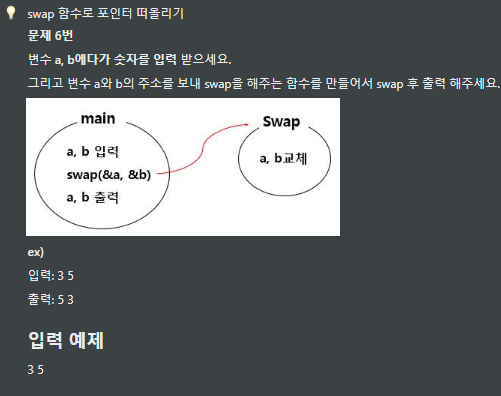 swap 함수로 포인터 떠올리기
문제 6번
변수 a, b에다가 숫자를 입력 받으세요.
그리고 변수 a와 b의 주소를 보내 swap을 해주는 함수를 만들어서 swap 후 출력 해주세요.
main
a, b 입력
swap(&a, &b)
a, b 출력
Swap
a, b교체
ex)
입력: 3 5
출력: 5 3
입력 예제
3 5